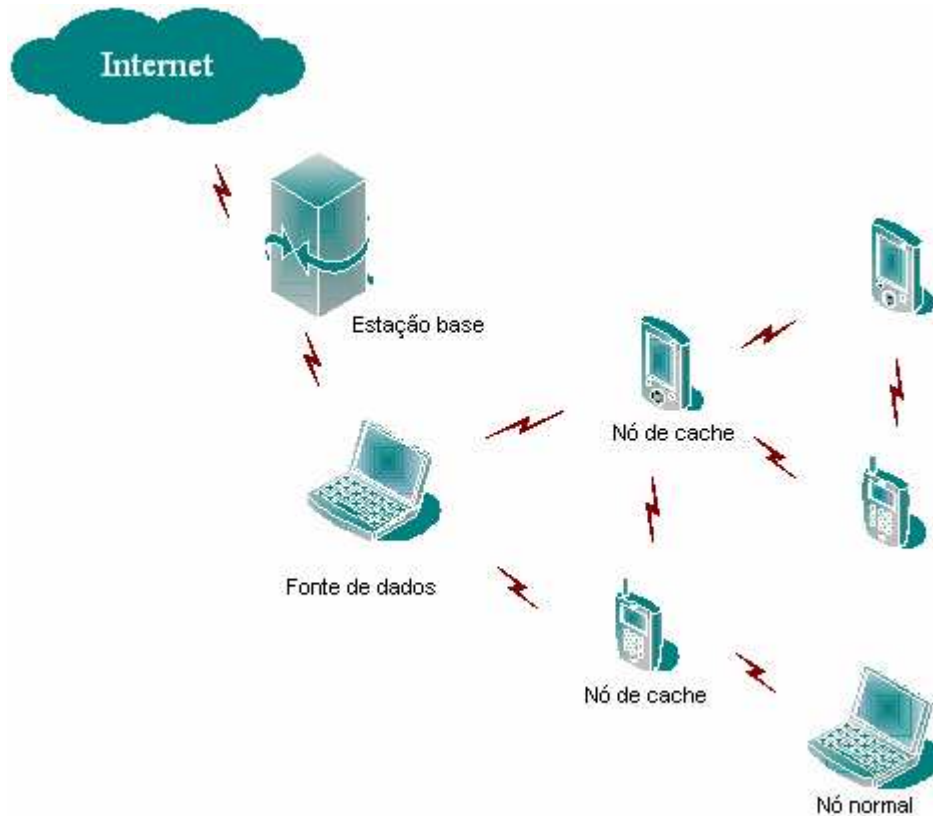 Internet
Estação base
Nó de cache
Fonte de dados
Nó de cache
Nó normal